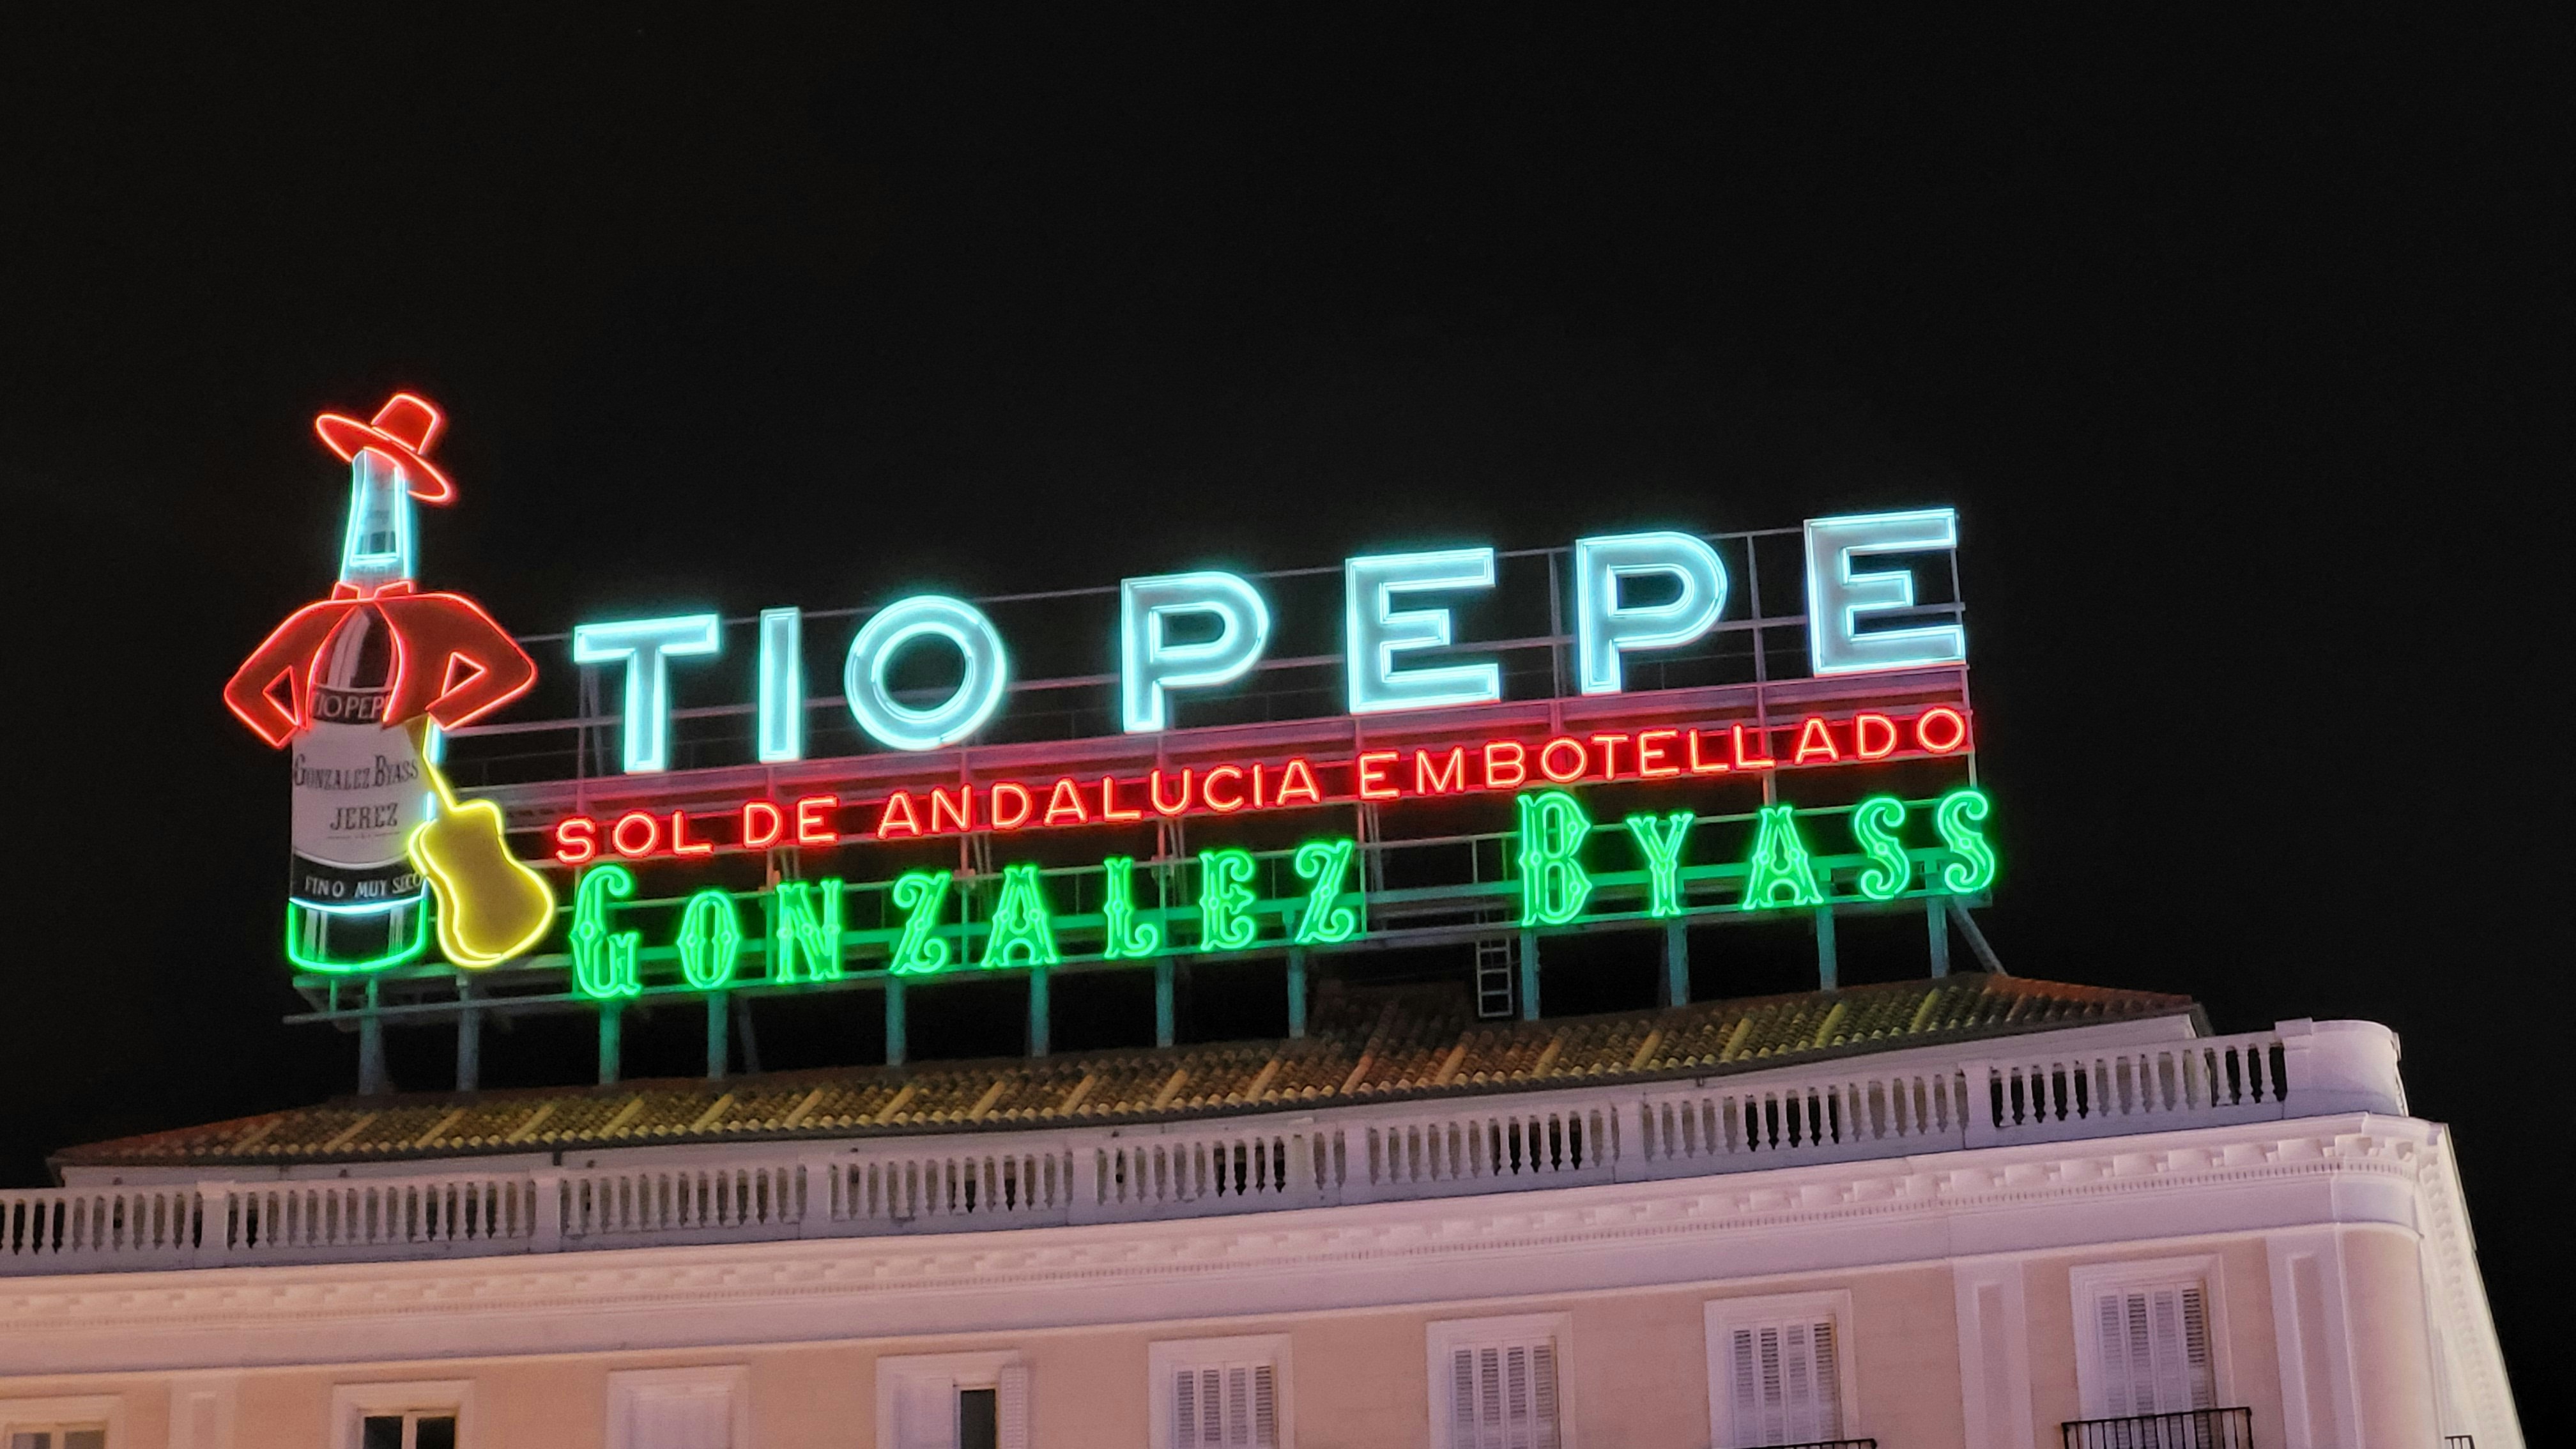 TIO PEPE
SOL DE ANDALUCIA EMBOTELLADO
GONZALEZ BYASS
TIO PEPE
GONZALEZ BYASS
JEREZ
FINO MUY SECO